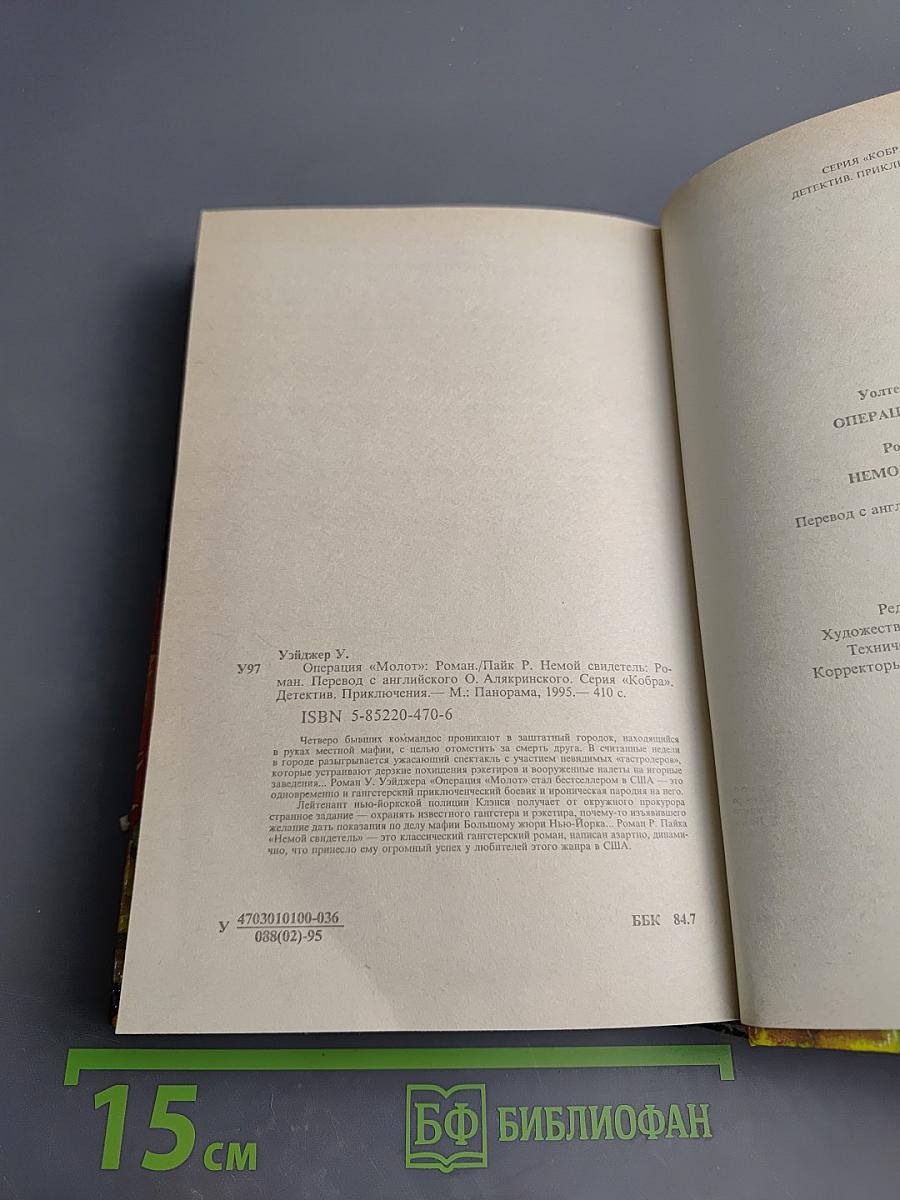 Уэйджер У.
У97 Операция «Молот»: Роман./Пайк Р. Немой свидетель: Ро-
ман. Перевод с английского О. Алякринского. Серия «Кобра».
Детектив. Приключения.— М.: Панорама, 1995.— 410 с.
ISBN 5-85220-470-6
Четверо бывших коммандос проникают в заштатный городок, находящийся
в руках местной мафии, с целью отомстить за смерть друга. В считанные недели
в городе разыгрывается ужасающий спектакль с участием невидимых «гастролеров»,
которые устраивают дерзкие похищения рэкетиров и вооруженные налеты на игорные
заведения... Роман У. Уэйджера «Операция «Молот» стал бестселлером в США — это
одновременно и гангстерский приключенческий боевик и ироническая пародия на него.
Лейтенант нью-йоркской полиции Клэнси получает от окружного прокурора
странное задание — охранять известного гангстера и рэкетира, почему-то изъявившего
желание дать показания по делу мафии Большому жюри Нью-Йорка... Роман Р. Пайка
«Немой свидетель» — это классический гангстерский роман, написан азартно, динамич-
но, что принесло ему огромный успех у любителей этого жанра в США.
У 4703010100-036
088(02)-95
ББК 84.7
СЕРИЯ «КОБР
ДЕТЕКТИВ. ПРИКЛЮ
Уолте
ОПЕРАЦ
Ро
НЕМО
Перевод с англ
Ред
Художеств
Техниче
Корректоры
15 см
БФ БИБЛИОФАН